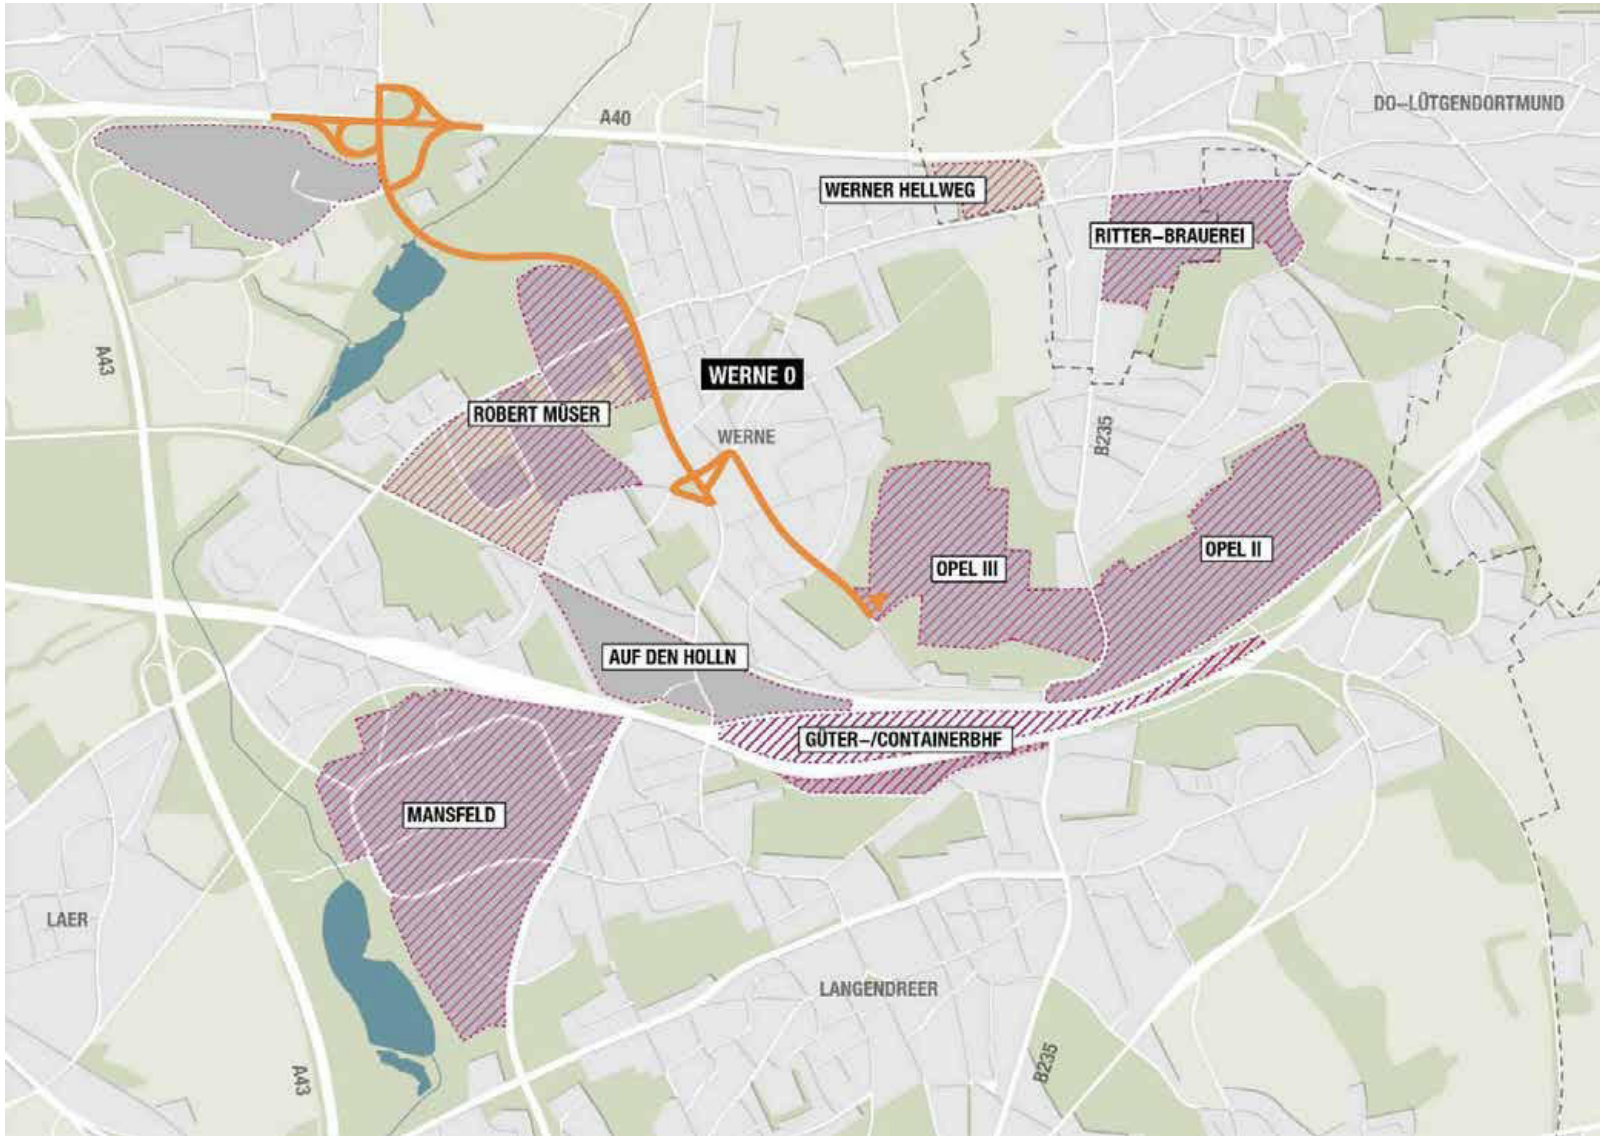 DO–LÜTGENDORTMUND
A40
WERNER HELLWEG
RITTER–BRAUEREI
A43
WERNE 0
ROBERT MÜSER
WERNE
B235
OPEL II
OPEL III
AUF DEN HOLLN
GÜTER–/CONTAINERBHF
MANSFELD
LAER
LANGENDREER
B235
A43